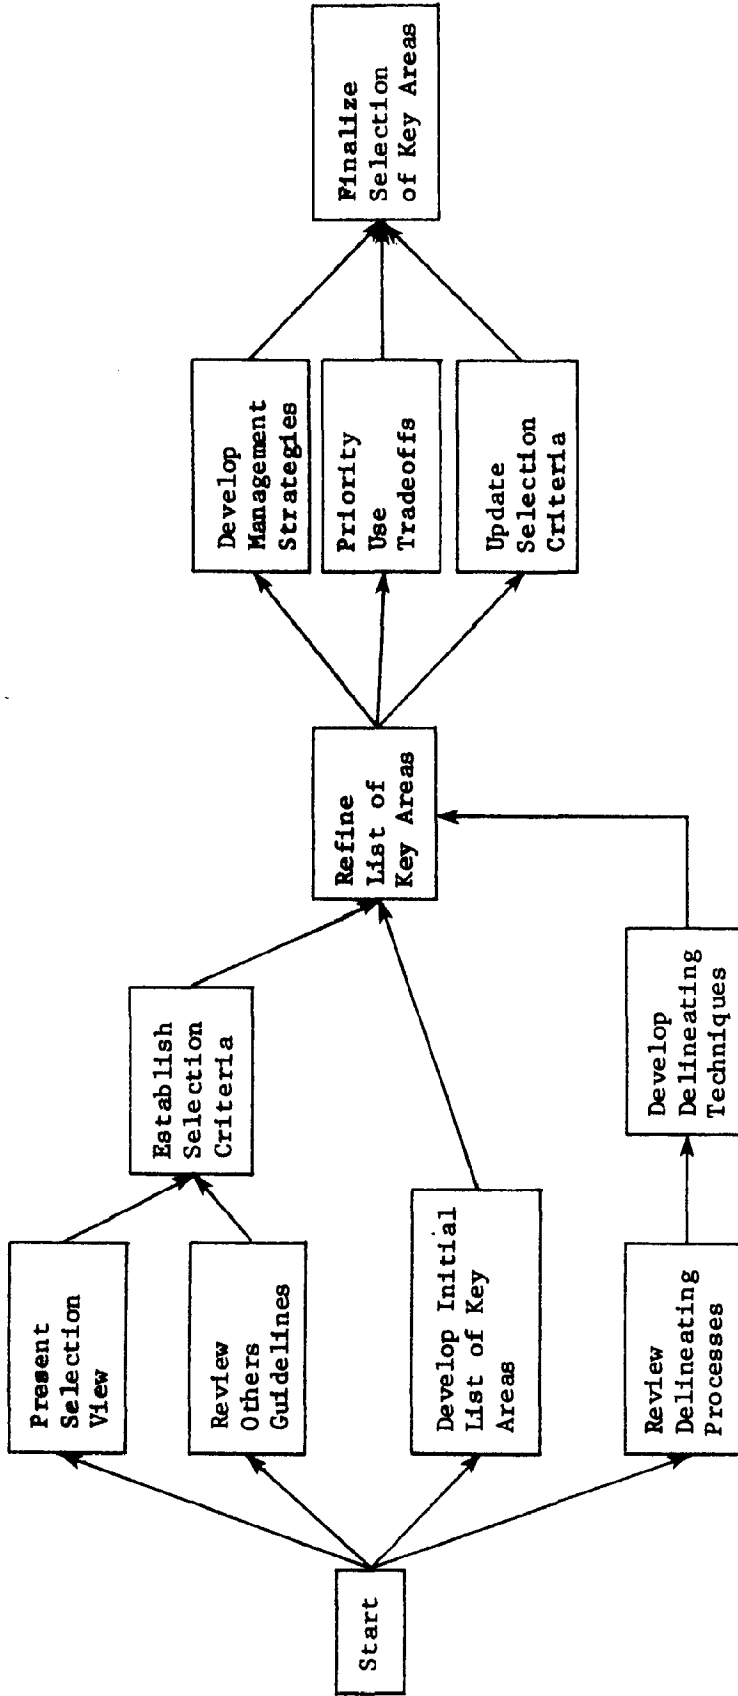 Start
Present
Selection
View
Review
Others
Guidelines
Develop Initial
List of Key
Areas
Review
Delineating
Processes
Establish
Selection
Criteria
Develop
Delineating
Techniques
Refine
List of
Key Areas
Develop
Management
Strategies
Priority
Use
Tradeoffs
Update
Selection
Criteria
Finalize
Selection
of Key Areas